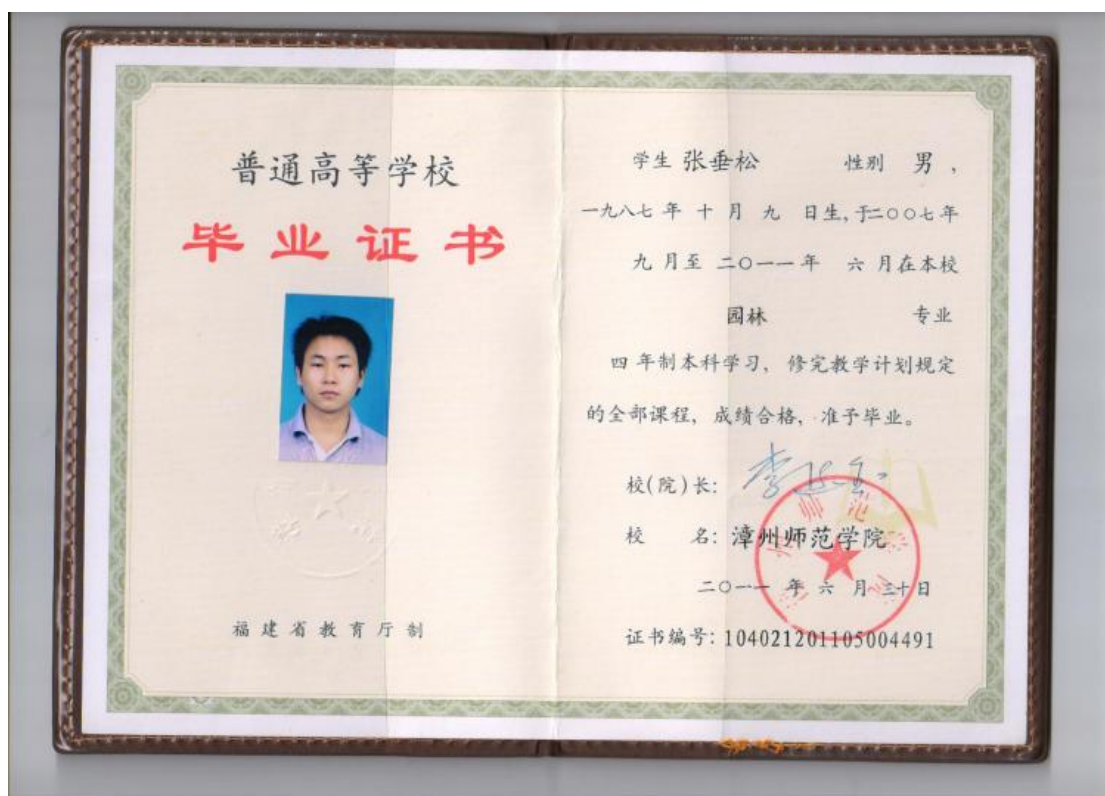 普通高等学校
毕业证书
福建省教育厅制
学生 张垂松 性别 男,
一九八七 年 十 月 九 日生,于二〇〇七年
九 月至 二〇一一年 六 月在本校
园林 专业
四 年制本科学习, 修完教学计划规定
的全部课程, 成绩合格, 准予毕业。
校(院)长:
校 名: 漳州师范学院
二〇一一 年 六 月 三十日
证书编号: 104021201105004491